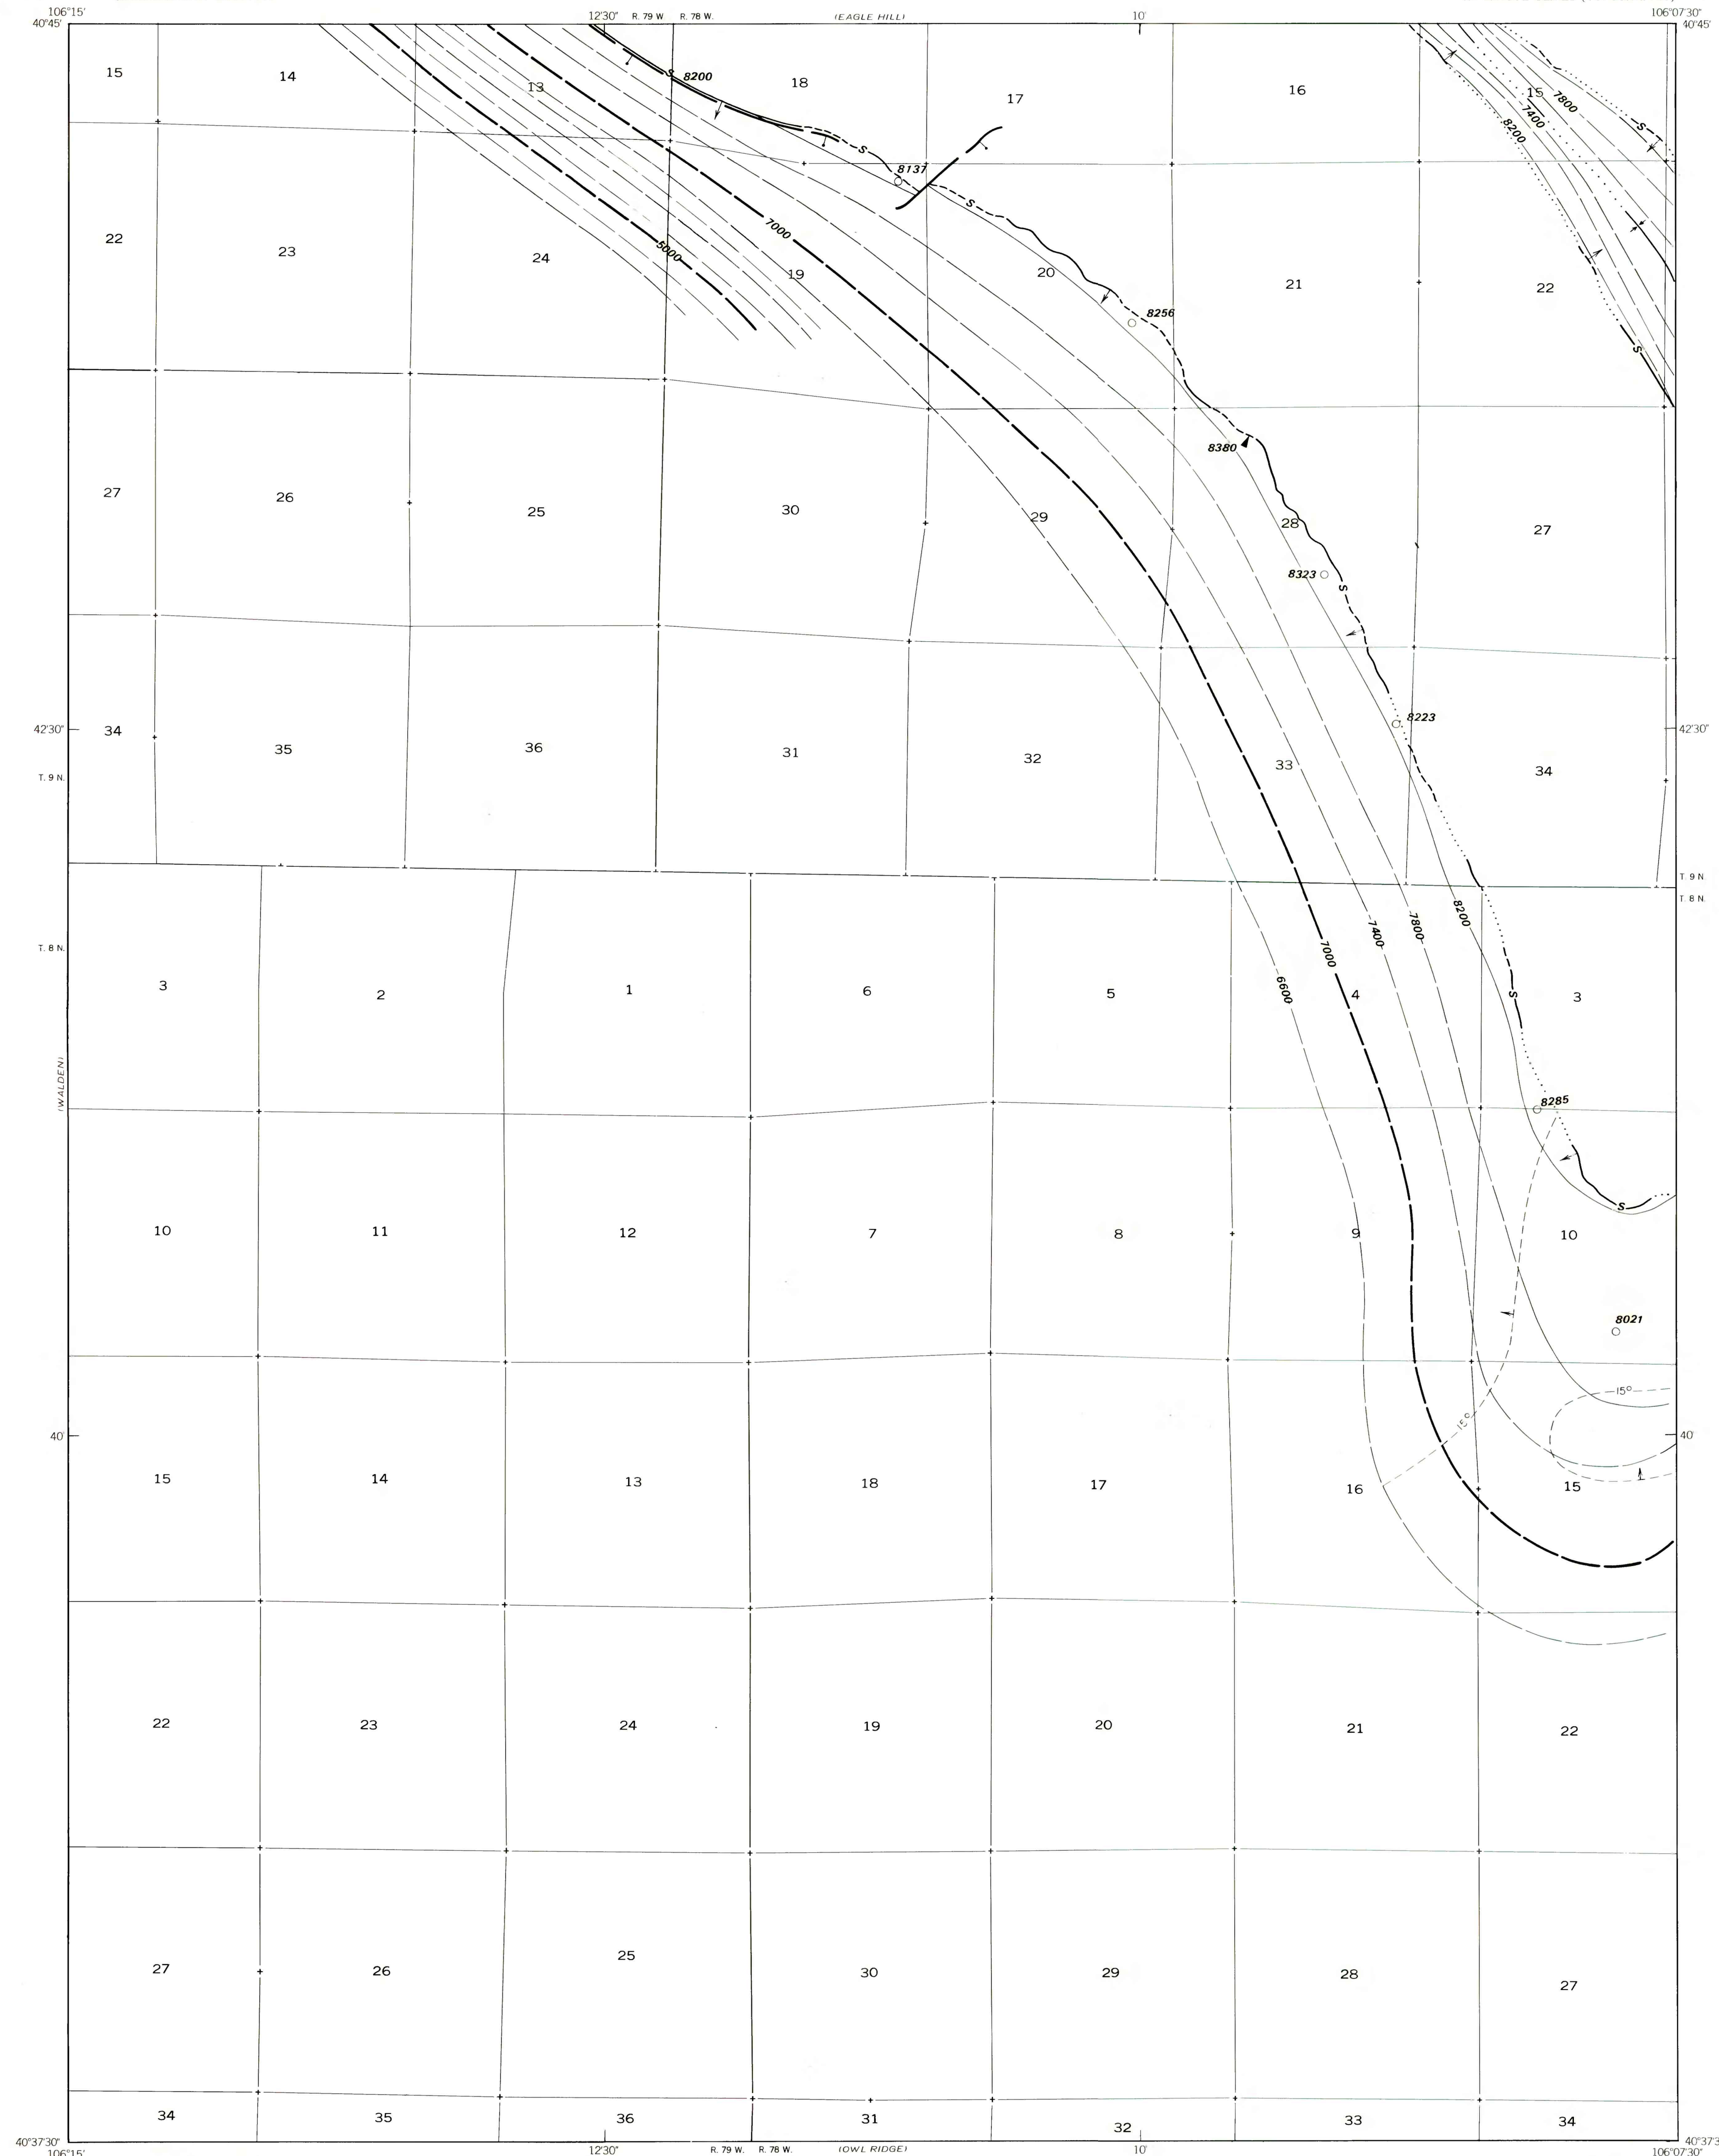 106°15' 12'30" R. 79 W. R. 78 W. (EAGLE HILL) 10' 106°07'30"
40°45' 40°45'
15 14 13 S 8200 18 17 16 15 7800
7400
8200 S
S
8137
S
22 23 24 5000 7000 19 20 21 22
8256
S
8380
27 26 25 30 29 28 27
8323
S
8223
42'30" 42'30"
34 35 36 31 32 33 34
T. 9 N. T. 9 N.
T. 8 N.
8200
7800
7400
T. 8 N. 7000
6600
3 2 1 6 5 4 S 3
(WALDEN)
8285
S
10 11 12 7 8 9 10
8021
15°
15°
40' 40'
15 14 13 18 17 16 15
22 23 24 19 20 21 22
27 26 25 30 29 28 27
34 35 36 31 32 33 34
40°37'30" 40°37'3
106°15' 12'30" R. 79 W. R. 78 W. (OWL RIDGE) 10' 106°07'30"